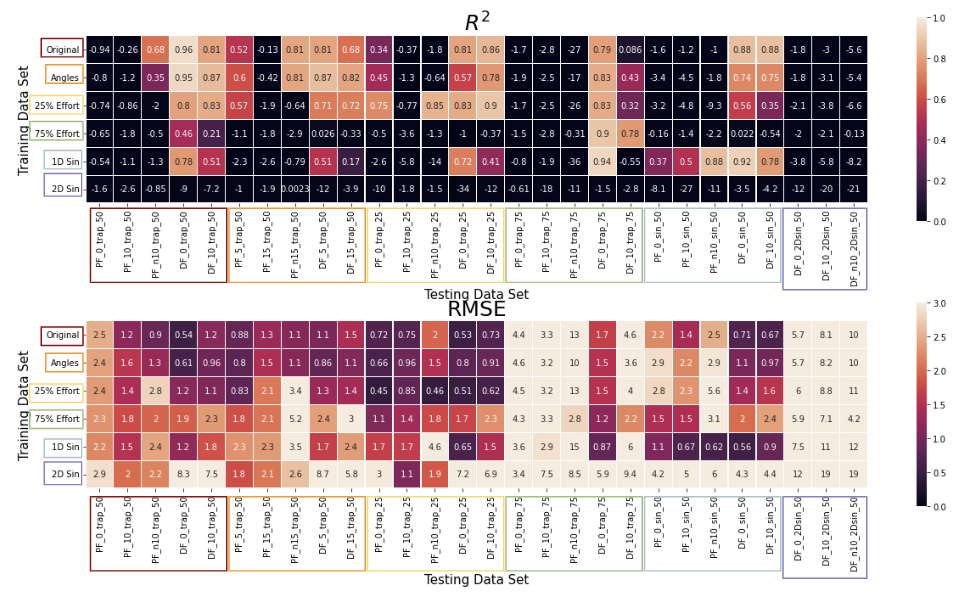 R²
Training Data Set
Original -0.94 -0.26 0.68 0.96 0.81 0.52 -0.13 0.81 0.81 0.68 0.34 -0.37 -1.8 0.81 0.86 -1.7 -2.8 -27 0.79 0.086 -1.6 -1.2 -1 0.88 0.88 -1.8 -3 -5.6
Angles -0.8 -1.2 0.35 0.95 0.87 0.6 -0.42 0.81 0.87 0.82 0.45 -1.3 -0.64 0.57 0.78 -1.9 -2.5 -17 0.83 0.43 -3.4 -4.5 -1.8 0.74 0.75 -1.8 -3.1 -5.4
25% Effort -0.74 -0.86 -2 0.8 0.83 0.57 -1.9 -0.64 0.71 0.72 0.75 -0.77 0.85 0.83 0.9 -1.7 -2.5 -26 0.83 0.32 -3.2 -4.8 -9.3 0.56 0.35 -2.1 -3.8 -6.6
75% Effort -0.65 -1.8 -0.5 0.46 0.21 -1.1 -1.8 -2.9 0.026 -0.33 -0.5 -3.6 -1.3 -1 -0.37 -1.5 -2.8 -0.31 0.9 0.78 -0.16 -1.4 -2.2 0.022 -0.54 -2 -2.1 -0.13
1D Sin -0.54 -1.1 -1.3 0.78 0.51 -2.3 -2.6 -0.79 0.51 0.17 -2.6 -5.8 -14 0.72 0.41 -0.8 -1.9 -36 0.94 -0.55 0.37 0.5 0.88 0.92 0.78 -3.8 -5.8 -8.2
2D Sin -1.6 -2.6 -0.85 -9 -7.2 -1 -1.9 0.0023 -12 -3.9 -10 -1.8 -1.5 -34 -12 -0.61 -18 -11 -1.5 -2.8 -8.1 -27 -11 -3.5 -4.2 -12 -20 -21
1.0
0.8
0.6
0.4
0.2
0.0
PF_0_trap_50 PF_10_trap_50 PF_n10_trap_50 DF_0_trap_50 DF_10_trap_50 PF_5_trap_50 PF_15_trap_50 PF_n15_trap_50 DF_5_trap_50 DF_15_trap_50 PF_0_trap_25 PF_10_trap_25 PF_n10_trap_25 DF_0_trap_25 DF_10_trap_25 PF_0_trap_75 PF_10_trap_75 PF_n10_trap_75 DF_0_trap_75 DF_10_trap_75 PF_0_sin_50 PF_10_sin_50 PF_n10_sin_50 DF_0_sin_50 DF_10_sin_50 DF_0_2Dsin_50 DF_10_2Dsin_50 DF_n10_2Dsin_50
Testing Data Set
RMSE
Training Data Set
Original 2.5 1.2 0.9 0.54 1.2 0.88 1.3 1.1 1.1 1.5 0.72 0.75 2 0.53 0.73 4.4 3.3 13 1.7 4.6 2.2 1.4 2.5 0.71 0.67 5.7 8.1 10
Angles 2.4 1.6 1.3 0.61 0.96 0.8 1.5 1.1 0.86 1.1 0.66 0.96 1.5 0.8 0.91 4.6 3.2 10 1.5 3.6 2.9 2.2 2.9 1.1 0.97 5.7 8.2 10
25% Effort 2.4 1.4 2.8 1.2 1.1 0.83 2.1 3.4 1.3 1.4 0.45 0.85 0.46 0.51 0.62 4.5 3.2 13 1.5 4 2.8 2.3 5.6 1.4 1.6 6 8.8 11
75% Effort 2.3 1.8 2 1.9 2.3 1.8 2.1 5.2 2.4 3 1.1 1.4 1.8 1.7 2.3 4.3 3.3 2.8 1.2 2.2 1.5 1.5 3.1 2 2.4 5.9 7.1 4.2
1D Sin 2.2 1.5 2.4 1.2 1.8 2.3 2.3 3.5 1.7 2.4 1.7 1.7 4.6 0.65 1.5 3.6 2.9 15 0.87 6 1.1 0.67 0.62 0.56 0.9 7.5 11 12
2D Sin 2.9 2 2.2 8.3 7.5 1.8 2.1 2.6 8.7 5.8 3 1.1 1.9 7.2 6.9 3.4 7.5 8.5 5.9 9.4 4.2 5 6 4.3 4.4 12 19 19
3.0
2.5
2.0
1.5
1.0
0.5
0.0
PF_0_trap_50 PF_10_trap_50 PF_n10_trap_50 DF_0_trap_50 DF_10_trap_50 PF_5_trap_50 PF_15_trap_50 PF_n15_trap_50 DF_5_trap_50 DF_15_trap_50 PF_0_trap_25 PF_10_trap_25 PF_n10_trap_25 DF_0_trap_25 DF_10_trap_25 PF_0_trap_75 PF_10_trap_75 PF_n10_trap_75 DF_0_trap_75 DF_10_trap_75 PF_0_sin_50 PF_10_sin_50 PF_n10_sin_50 DF_0_sin_50 DF_10_sin_50 DF_0_2Dsin_50 DF_10_2Dsin_50 DF_n10_2Dsin_50
Testing Data Set